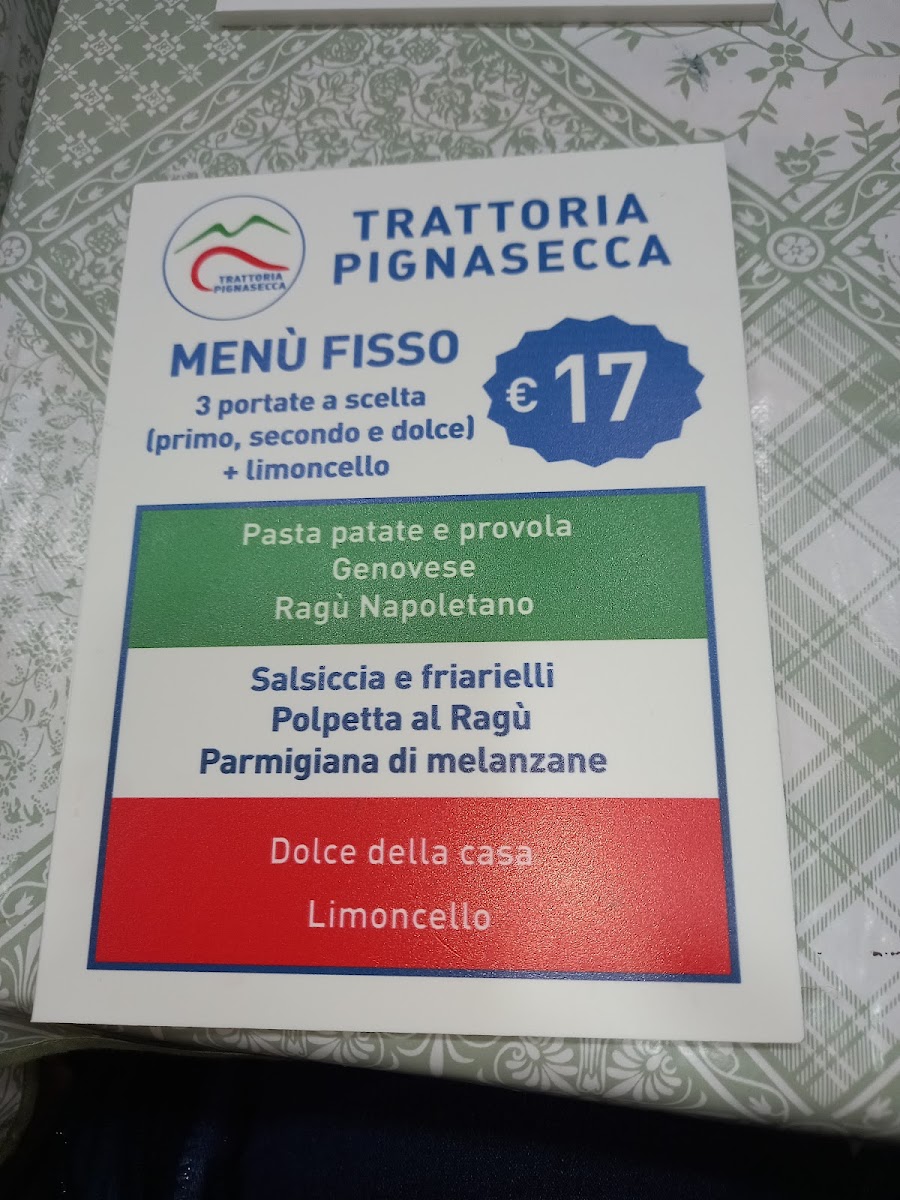 TRATTORIA
PIGNASECCA
TRATTORIA
PIGNASECCA
MENÙ FISSO
€ 17
3 portate a scelta
(primo, secondo e dolce)
+ limoncello
Pasta patate e provola
Genovese
Ragù Napoletano
Salsiccia e friarielli
Polpetta al Ragù
Parmigiana di melanzane
Dolce della casa
Limoncello